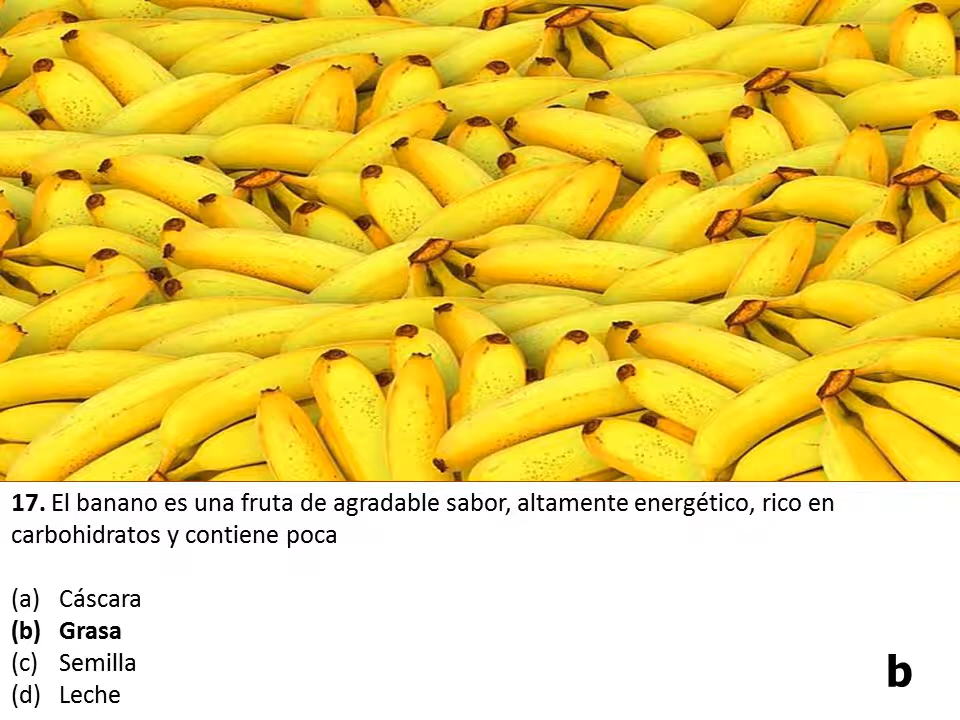 17. El banano es una fruta de agradable sabor, altamente energético, rico en
carbohidratos y contiene poca
(a) Cáscara
(b) Grasa
(c) Semilla
(d) Leche
b